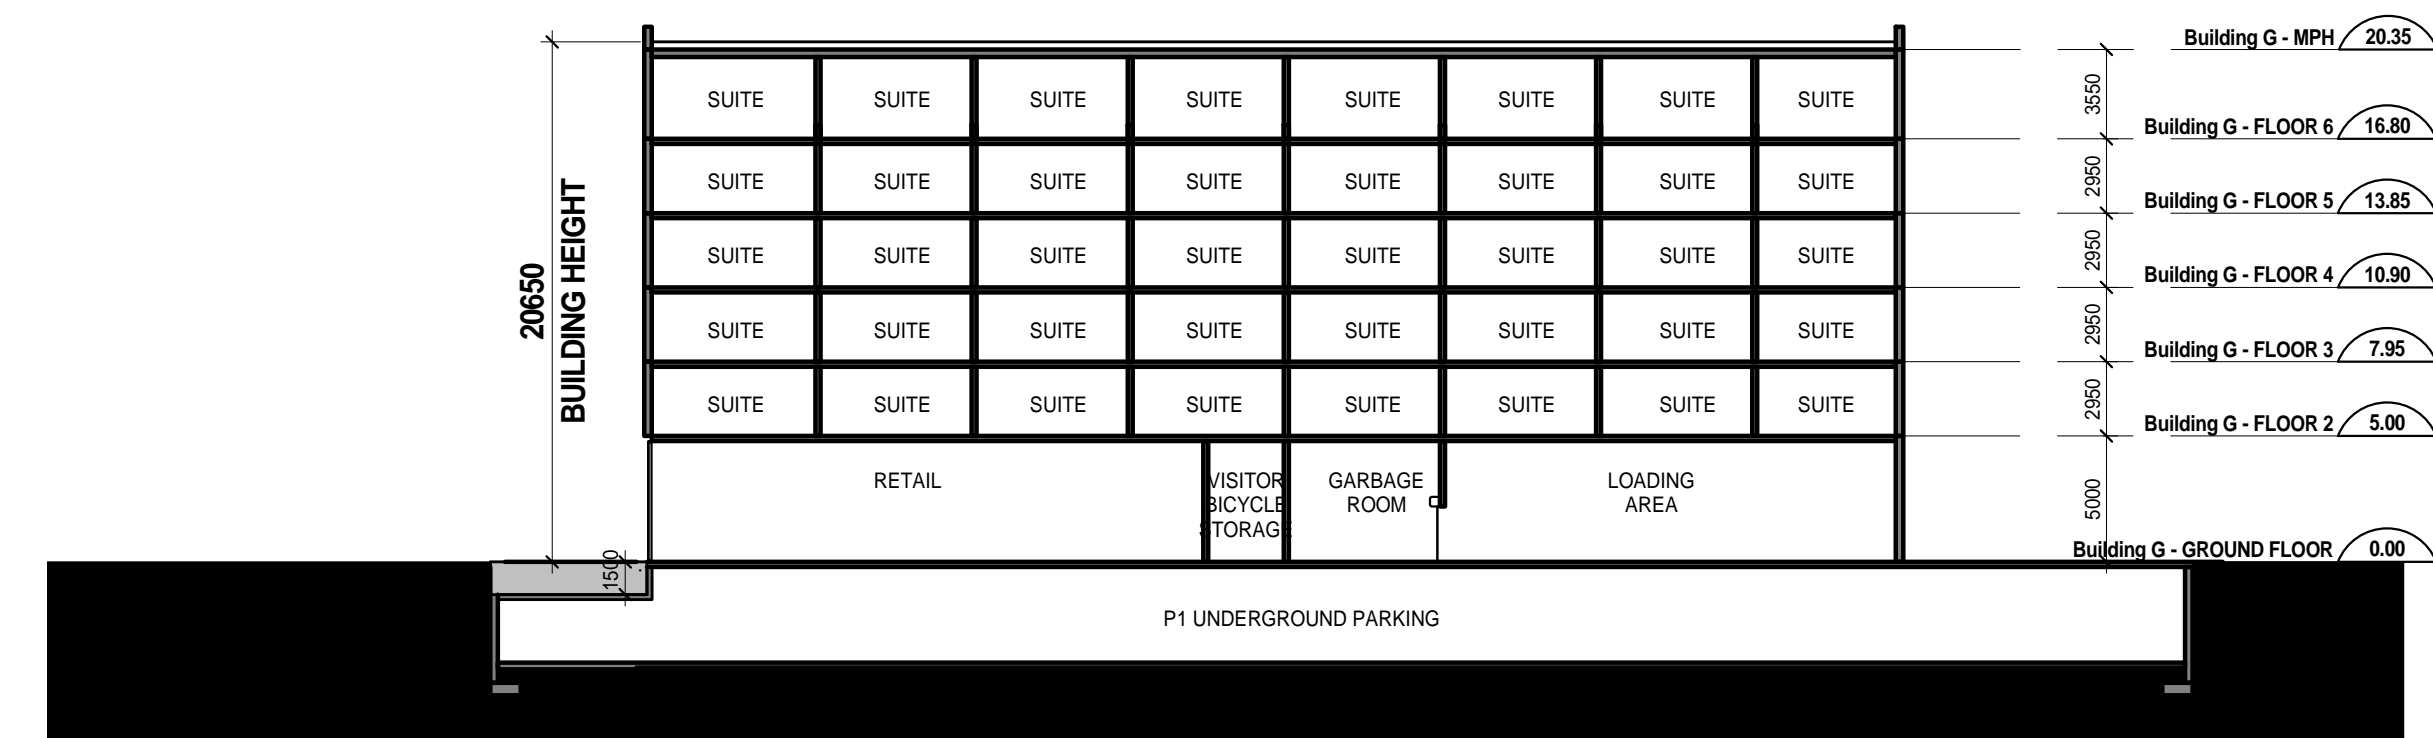 Building G - MPH 20.35
SUITE SUITE SUITE SUITE SUITE SUITE SUITE SUITE
3550
Building G - FLOOR 6 16.80
SUITE SUITE SUITE SUITE SUITE SUITE SUITE SUITE
2950
Building G - FLOOR 5 13.85
SUITE SUITE SUITE SUITE SUITE SUITE SUITE SUITE
2950
Building G - FLOOR 4 10.90
20650
BUILDING HEIGHT
SUITE SUITE SUITE SUITE SUITE SUITE SUITE SUITE
2950
Building G - FLOOR 3 7.95
SUITE SUITE SUITE SUITE SUITE SUITE SUITE SUITE
2950
Building G - FLOOR 2 5.00
RETAIL
VISITOR
BICYCLE
STORAGE
GARBAGE
ROOM
LOADING
AREA
5000
Building G - GROUND FLOOR 0.00
1500
P1 UNDERGROUND PARKING